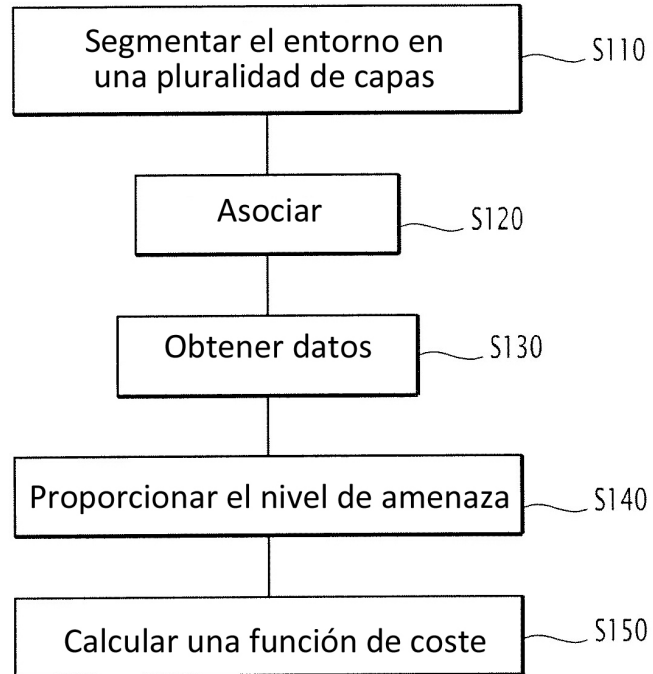 Segmentar el entorno en
una pluralidad de capas
S110
Asociar
S120
Obtener datos
S130
Proporcionar el nivel de amenaza
S140
Calcular una función de coste
S150